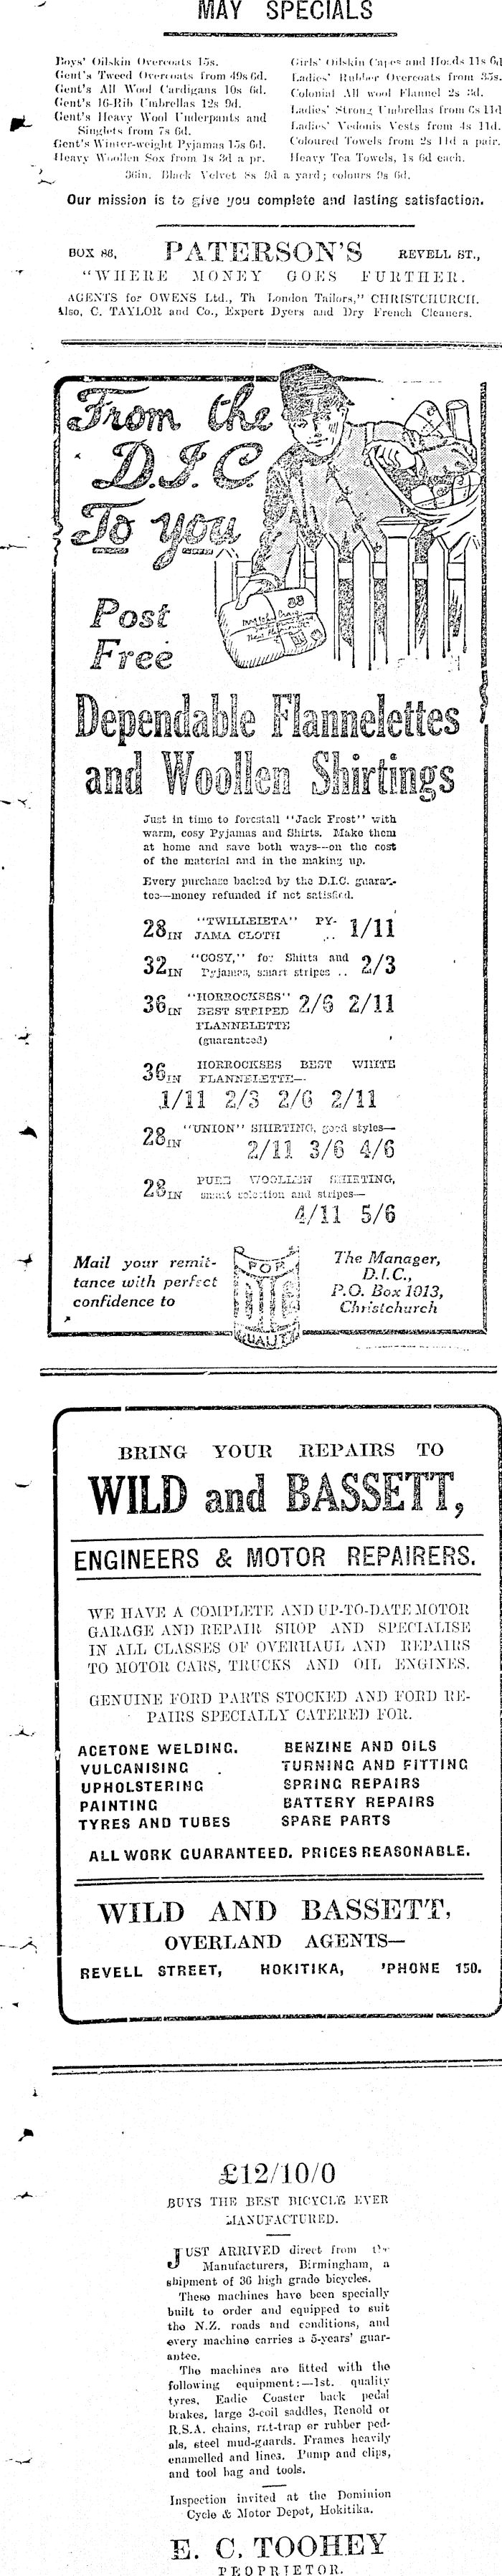 MAY SPECIALS
Boys' Oilskin Overcoats 15s.
Gent's Tweed Overcoats from 49s 6d.
Gent's All Wool Cardigans 10s 6d.
Gent's 16-Rib Umbrellas 12s 9d.
Gent's Heavy Wool Underpants and
Singlets from 7s 6d.
Gent's Winter-weight Pyjamas 15s 6d.
Heavy Woollen Sox from 1s 3d a pr.
Girls' Oilskin Capes and Hoods 11s 6d
Ladies' Rubber Overcoats from 35s.
Colonial All wool Flannel 2s 3d.
Ladies' Strong Umbrellas from 6s 11d
Ladies' Vedonis Vests from 4s 11d.
Coloured Towels from 2s 11d a pair.
Heavy Tea Towels, 1s 6d each.
36in. Black Velvet 8s 9d a yard; colours 9s 6d.
Our mission is to give you complete and lasting satisfaction.
BOX 86, PATERSON'S REVELL ST.,
"WHERE MONEY GOES FURTHER.
AGENTS for OWENS Ltd., Th London Tailors," CHRISTCHURCH.
Also, C. TAYLOR and Co., Expert Dyers and Dry French Cleaners.
From the
D.I.C.
To you
Post
Free
Dependable Flannelettes
and Woollen Shirtings
Just in time to forestall "Jack Frost" with
warm, cosy Pyjamas and Shirts. Make them
at home and save both ways—on the cost
of the material and in the making up.
Every purchase backed by the D.I.C. guaran-
tee—money refunded if not satisfied.
28IN "TWILLEIETA" PY-
JAMA CLOTH .. 1/11
32IN "COSY," for Shirts and
Pyjamas, smart stripes .. 2/3
36IN "HORROCKSES"
BEST STRIPED 2/6 2/11
FLANNELETTE
(guaranteed)
36IN HORROCKSES BEST WHITE
FLANNELETTE—
1/11 2/3 2/6 2/11
28IN "UNION" SHIRTING, good styles—
2/11 3/6 4/6
28IN PURE WOOLLEN SHIRTING,
smart selection and stripes—
4/11 5/6
Mail your remit-
tance with perfect
confidence to
FOR
DIC
QUALITY
The Manager,
D.I.C.,
P.O. Box 1013,
Christchurch
BRING YOUR REPAIRS TO
WILD and BASSETT,
ENGINEERS & MOTOR REPAIRERS.
WE HAVE A COMPLETE AND UP-TO-DATE MOTOR
GARAGE AND REPAIR SHOP AND SPECIALISE
IN ALL CLASSES OF OVERHAUL AND REPAIRS
TO MOTOR CARS, TRUCKS AND OIL ENGINES.
GENUINE FORD PARTS STOCKED AND FORD RE-
PAIRS SPECIALLY CATERED FOR.
ACETONE WELDING.
VULCANISING
UPHOLSTERING
PAINTING
TYRES AND TUBES
BENZINE AND OILS
TURNING AND FITTING
SPRING REPAIRS
BATTERY REPAIRS
SPARE PARTS
ALL WORK GUARANTEED. PRICES REASONABLE.
WILD AND BASSETT,
OVERLAND AGENTS—
REVELL STREET, HOKITIKA, 'PHONE 150.
£12/10/0
BUYS THE BEST BICYCLE EVER
MANUFACTURED.
JUST ARRIVED direct from the
Manufacturers, Birmingham, a
shipment of 36 high grade bicycles.
These machines have been specially
built to order and equipped to suit
the N.Z. roads and conditions, and
every machine carries a 5-years' guar-
antee.
The machines are fitted with the
following equipment:—1st. quality
tyres, Eadie Coaster back pedal
brakes, large 3-coil saddles, Renold or
R.S.A. chains, rat-trap or rubber ped-
als, steel mud-guards. Frames heavily
enamelled and lines. Pump and clips,
and tool bag and tools.
Inspection invited at the Dominion
Cycle & Motor Depot, Hokitika.
E. C. TOOHEY
PROPRIETOR.